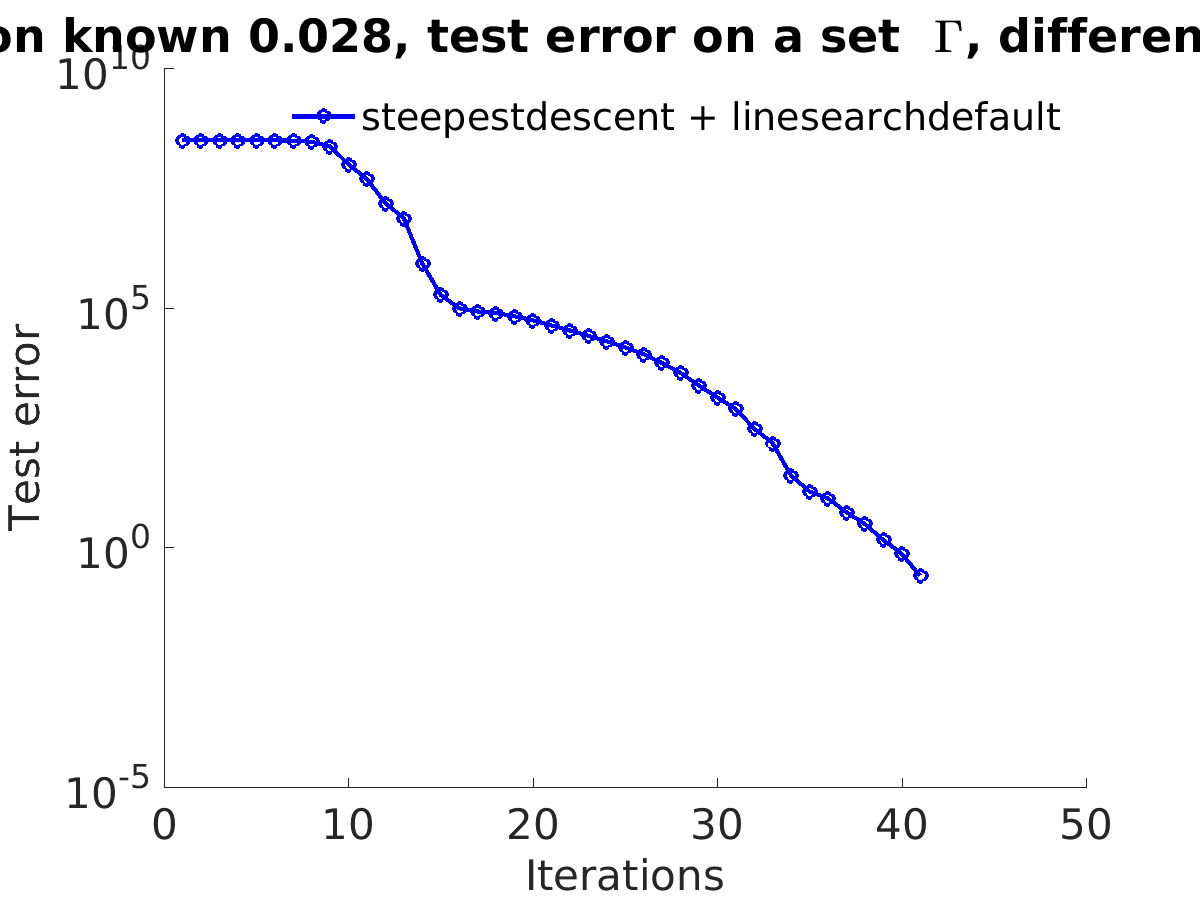 on known 0.028, test error on a set Γ, differen
10^10
steepestdescent + linesearchdefault
10^5
Test error
10^0
10^-5
0 10 20 30 40 50
Iterations